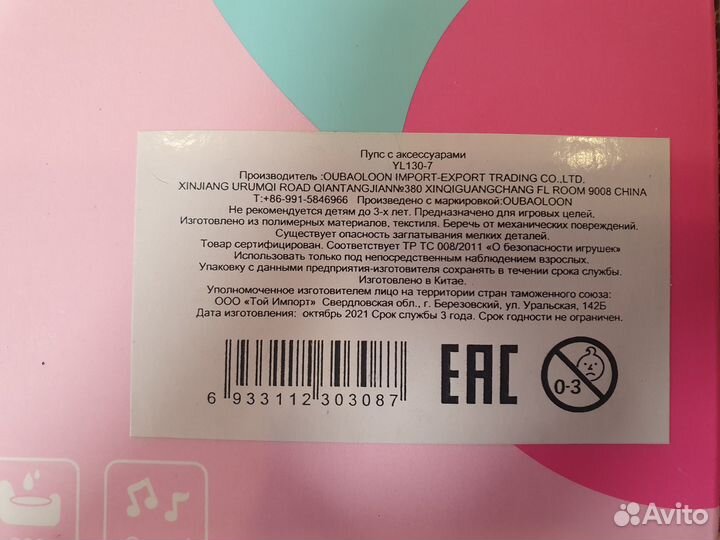 Пупс с аксессуарами
YL130-7
Производитель :OUBAOLOON IMPORT-EXPORT TRADING CO.,LTD.
XINJIANG URUMQI ROAD QIANTANGJIAN№380 XINQIGUANGCHANG FL ROOM 9008 CHINA
T:+86-991-5846966 Произведено с маркировкой:OUBAOLOON
Не рекомендуется детям до 3-х лет. Предназначено для игровых целей.
Изготовлено из полимерных материалов, текстиля. Беречь от механических повреждений.
Существует опасность заглатывания мелких деталей.
Товар сертифицирован. Соответствует ТР ТС 008/2011 «О безопасности игрушек»
Использовать только под непосредственным наблюдением взрослых.
Упаковку с данными предприятия-изготовителя сохранять в течении срока службы.
Изготовлено в Китае.
Уполномоченное изготовителем лицо на территории стран таможенного союза:
ООО «Той Импорт» Свердловская обл., г. Березовский, ул. Уральская, 142Б
Дата изготовления: октябрь 2021 Срок службы 3 года. Срок годности не ограничен.
6 933112 303087
EAC
0-3
Avito